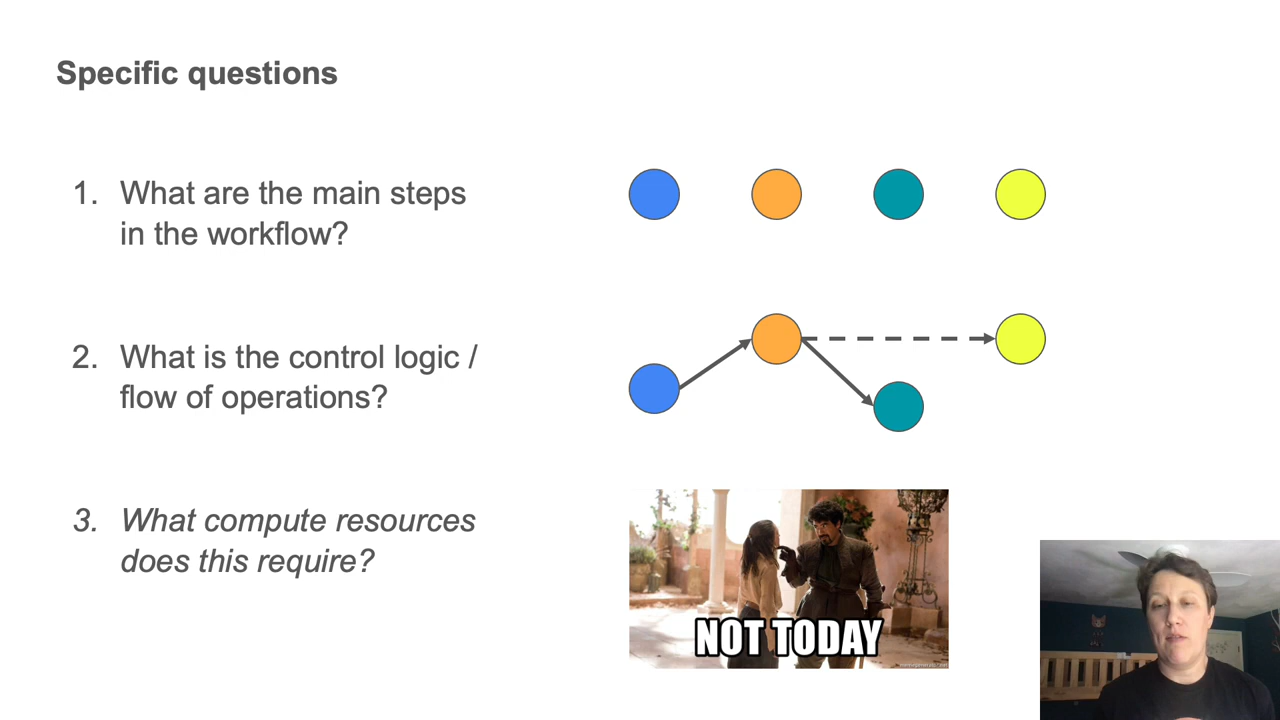 Specific questions
1. What are the main steps
in the workflow?
2. What is the control logic /
flow of operations?
3. What compute resources
does this require?
NOT TODAY